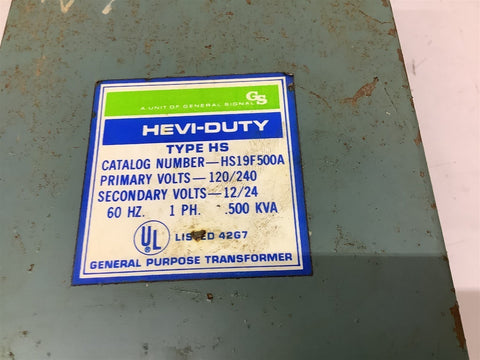 GS
A UNIT OF GENERAL SIGNAL
HEVI-DUTY
TYPE HS
CATALOG NUMBER—HS19F500A
PRIMARY VOLTS—120/240
SECONDARY VOLTS—12/24
60 HZ. 1 PH. .500 KVA
UL LISTED 42G7
GENERAL PURPOSE TRANSFORMER